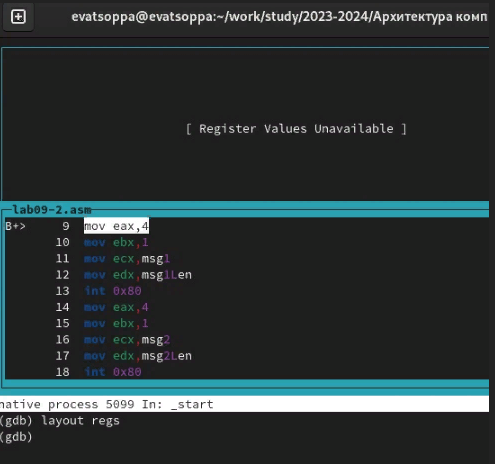 evatsoppa@evatsoppa:~/work/study/2023-2024/Архитектура комп
[ Register Values Unavailable ]
lab09-2.asm
B+> 9 mov eax,4
10 mov ebx,1
11 mov ecx,msg1
12 mov edx,msg1Len
13 int 0x80
14 mov eax,4
15 mov ebx,1
16 mov ecx,msg2
17 mov edx,msg2Len
18 int 0x80
native process 5099 In: _start
(gdb) layout regs
(gdb)